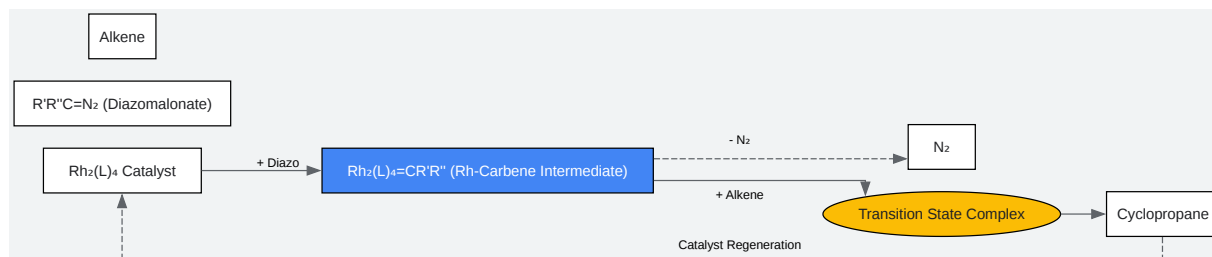 Alkene
R'R''C=N₂ (Diazomalonate)
Rh₂(L)₄ Catalyst
+ Diazo
Rh₂(L)₄=CR'R'' (Rh-Carbene Intermediate)
- N₂
N₂
+ Alkene
Transition State Complex
Cyclopropane
Catalyst Regeneration